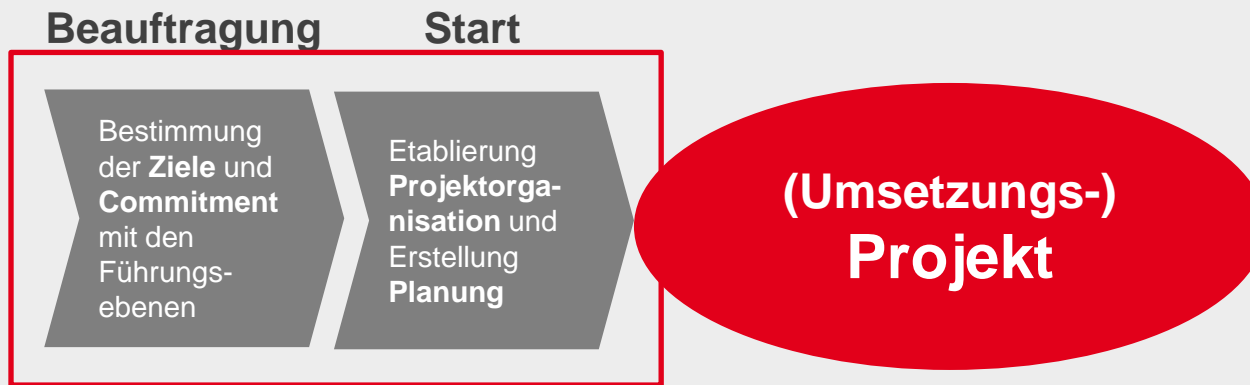 Beauftragung
Start
Bestimmung
der Ziele und
Commitment
mit den
Führungs-
ebenen
Etablierung
Projektorga-
nisation und
Erstellung
Planung
(Umsetzungs-)
Projekt